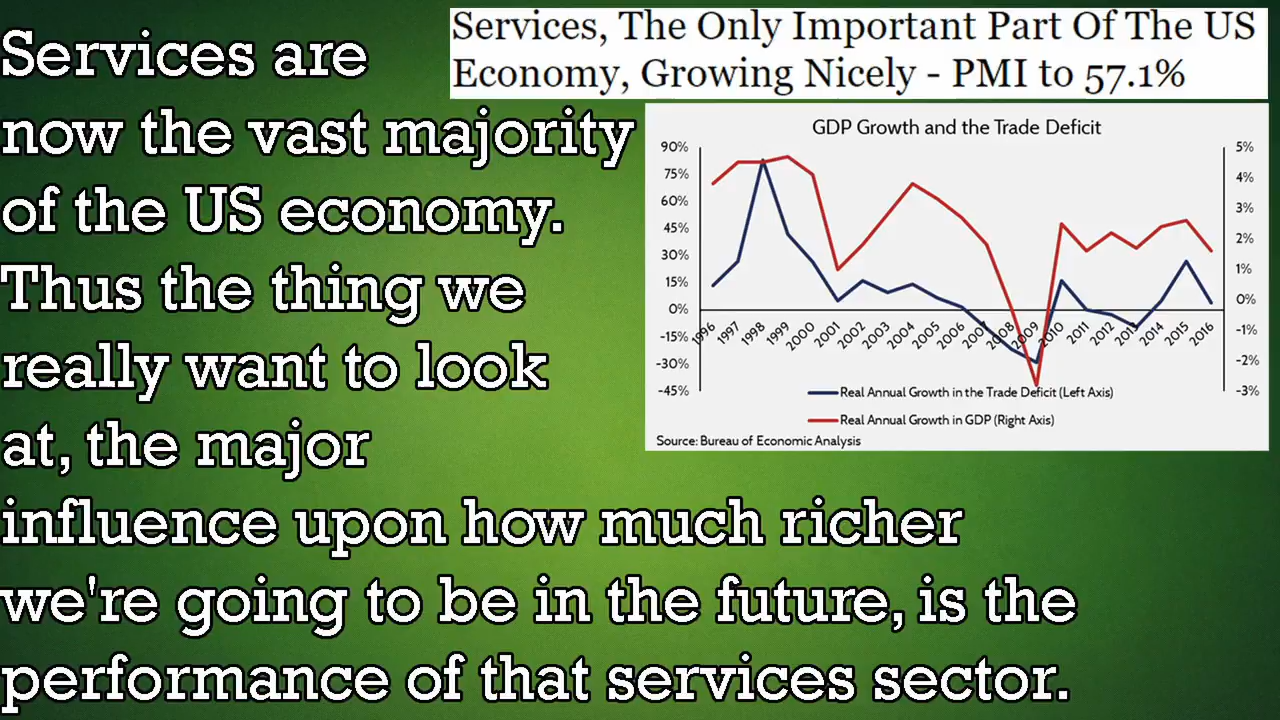 Services are
now the vast majority
of the US economy.
Thus the thing we
really want to look
at, the major
influence upon how much richer
we're going to be in the future, is the
performance of that services sector.
Services, The Only Important Part Of The US
Economy, Growing Nicely - PMI to 57.1%
GDP Growth and the Trade Deficit
90%
75%
60%
45%
30%
15%
0%
-15%
-30%
-45%
5%
4%
3%
2%
1%
0%
-1%
-2%
-3%
1996
1997
1998
1999
2000
2001
2002
2003
2004
2005
2006
2007
2008
2009
2010
2011
2012
2013
2014
2015
2016
Real Annual Growth in the Trade Deficit (Left Axis)
Real Annual Growth in GDP (Right Axis)
Source: Bureau of Economic Analysis